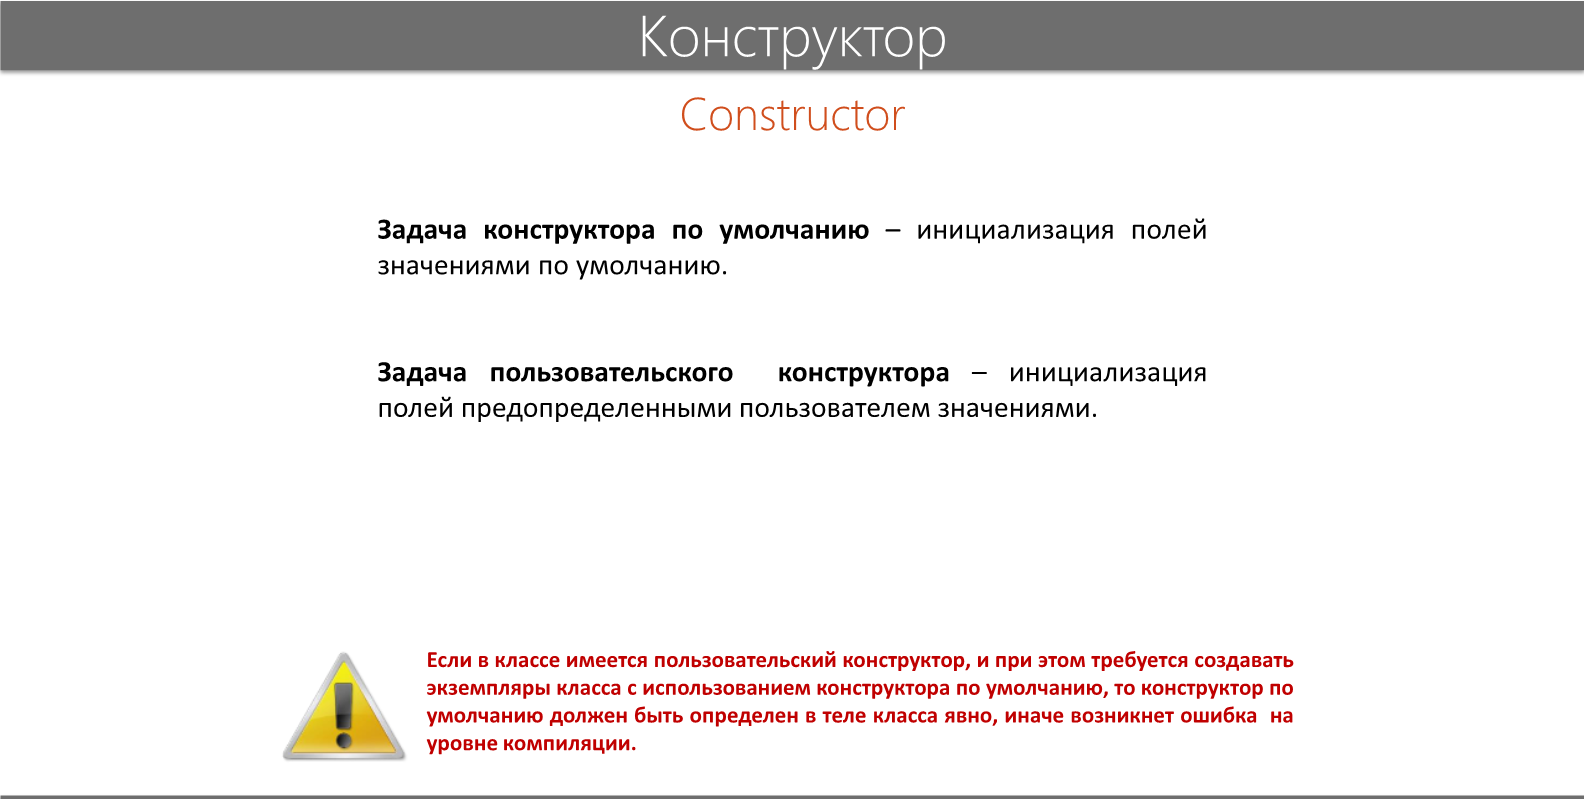 Конструктор
Constructor
Задача конструктора по умолчанию – инициализация полей
значениями по умолчанию.
Задача пользовательского конструктора – инициализация
полей предопределенными пользователем значениями.
Если в классе имеется пользовательский конструктор, и при этом требуется создавать
экземпляры класса с использованием конструктора по умолчанию, то конструктор по
умолчанию должен быть определен в теле класса явно, иначе возникнет ошибка на
уровне компиляции.